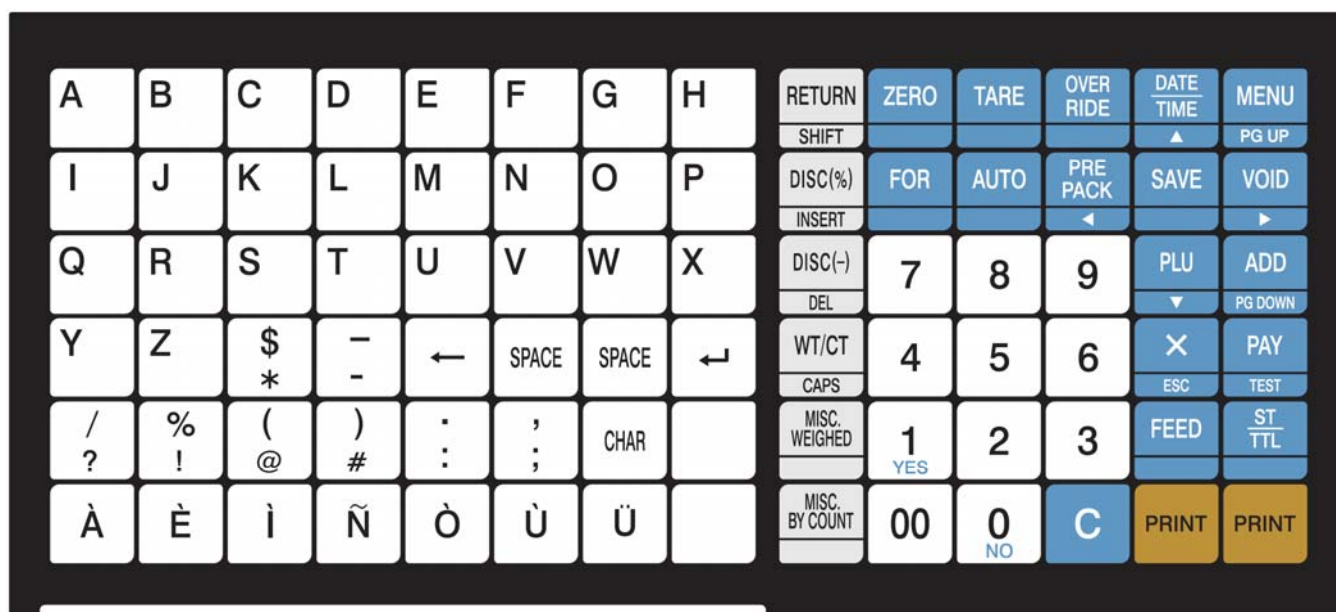 A B C D E F G H RETURN ZERO TARE OVER RIDE DATE TIME MENU
SHIFT ▲ PG UP
I J K L M N O P DISC(%) FOR AUTO PRE PACK SAVE VOID
INSERT ◀ ▶
Q R S T U V W X DISC(–) 7 8 9 PLU ADD
DEL ▼ PG DOWN
Y Z $ – ← SPACE SPACE ↵ WT/CT 4 5 6 × PAY
* - CAPS ESC TEST
/ % ( ) . , CHAR MISC. WEIGHED 1 2 3 FEED ST TTL
? ! @ # : ; YES
À È Ì Ñ Ò Ù Ü MISC. BY COUNT 00 0 C PRINT PRINT
NO